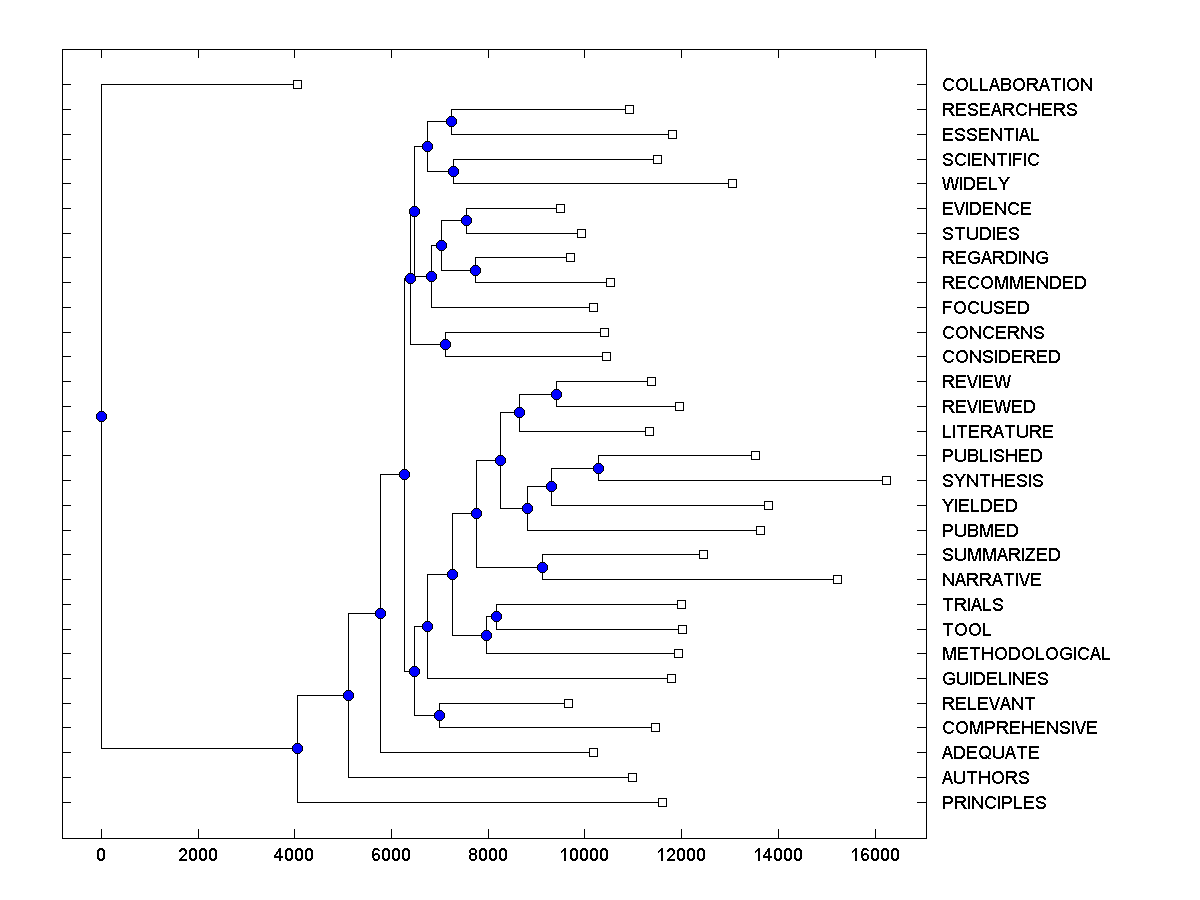 COLLABORATION
RESEARCHERS
ESSENTIAL
SCIENTIFIC
WIDELY
EVIDENCE
STUDIES
REGARDING
RECOMMENDED
FOCUSED
CONCERNS
CONSIDERED
REVIEW
REVIEWED
LITERATURE
PUBLISHED
SYNTHESIS
YIELDED
PUBMED
SUMMARIZED
NARRATIVE
TRIALS
TOOL
METHODOLOGICAL
GUIDELINES
RELEVANT
COMPREHENSIVE
ADEQUATE
AUTHORS
PRINCIPLES
0 2000 4000 6000 8000 10000 12000 14000 16000